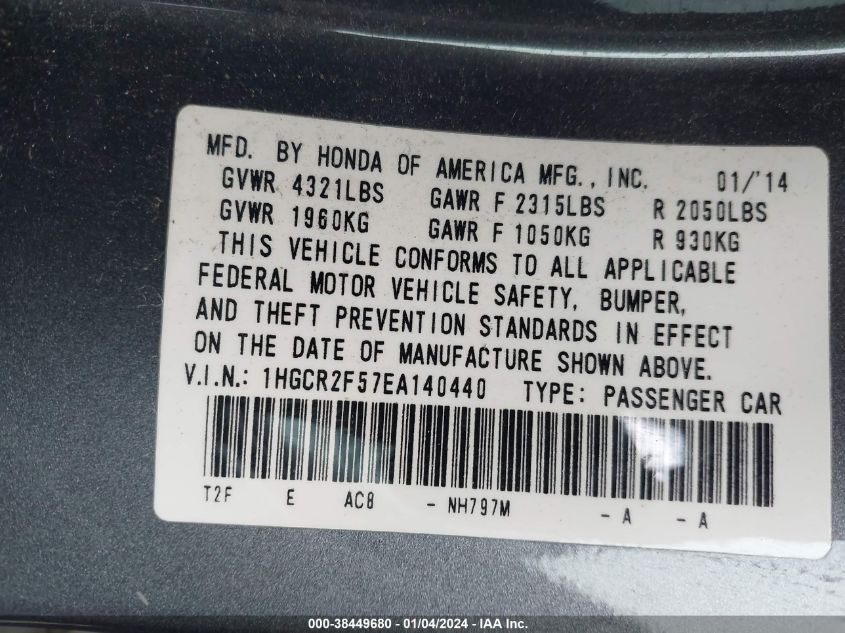 MFD. BY HONDA OF AMERICA MFG., INC. 01/'14
GVWR 4321LBS GAWR F 2315LBS R 2050LBS
GVWR 1960KG GAWR F 1050KG R 930KG
THIS VEHICLE CONFORMS TO ALL APPLICABLE
FEDERAL MOTOR VEHICLE SAFETY, BUMPER,
AND THEFT PREVENTION STANDARDS IN EFFECT
ON THE DATE OF MANUFACTURE SHOWN ABOVE.
V.I.N.: 1HGCR2F57EA140440 TYPE: PASSENGER CAR
T2F E AC8 - NH797M - A - A
000-38449680 - 01/04/2024 - IAA Inc.